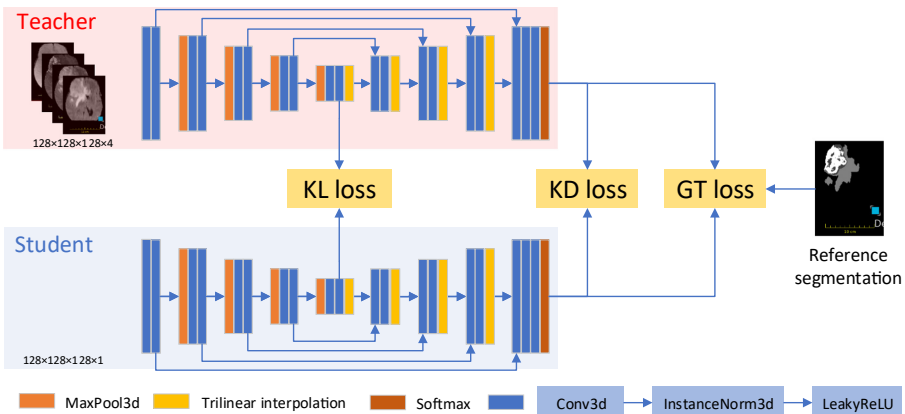 Teacher
128×128×128×4
KL loss
KD loss
GT loss
Student
Reference
segmentation
128×128×128×1
MaxPool3d
Trilinear interpolation
Softmax
Conv3d
InstanceNorm3d
LeakyReLU